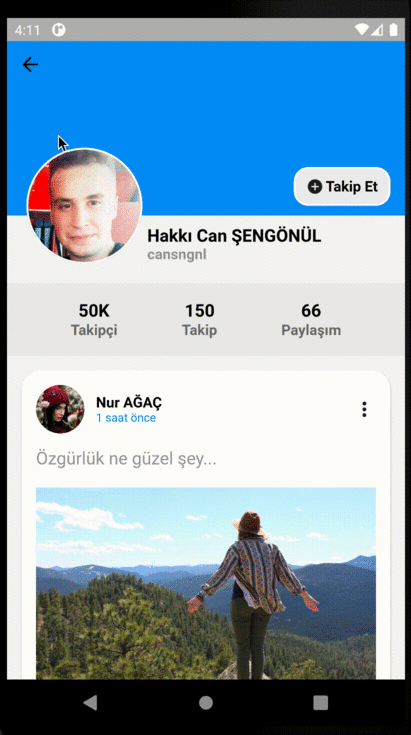 4:11
Takip Et
Hakkı Can ŞENGÖNÜL
cansngnl
50K 150 66
Takipçi Takip Paylaşım
Nur AĞAÇ
1 saat önce
Özgürlük ne güzel şey...